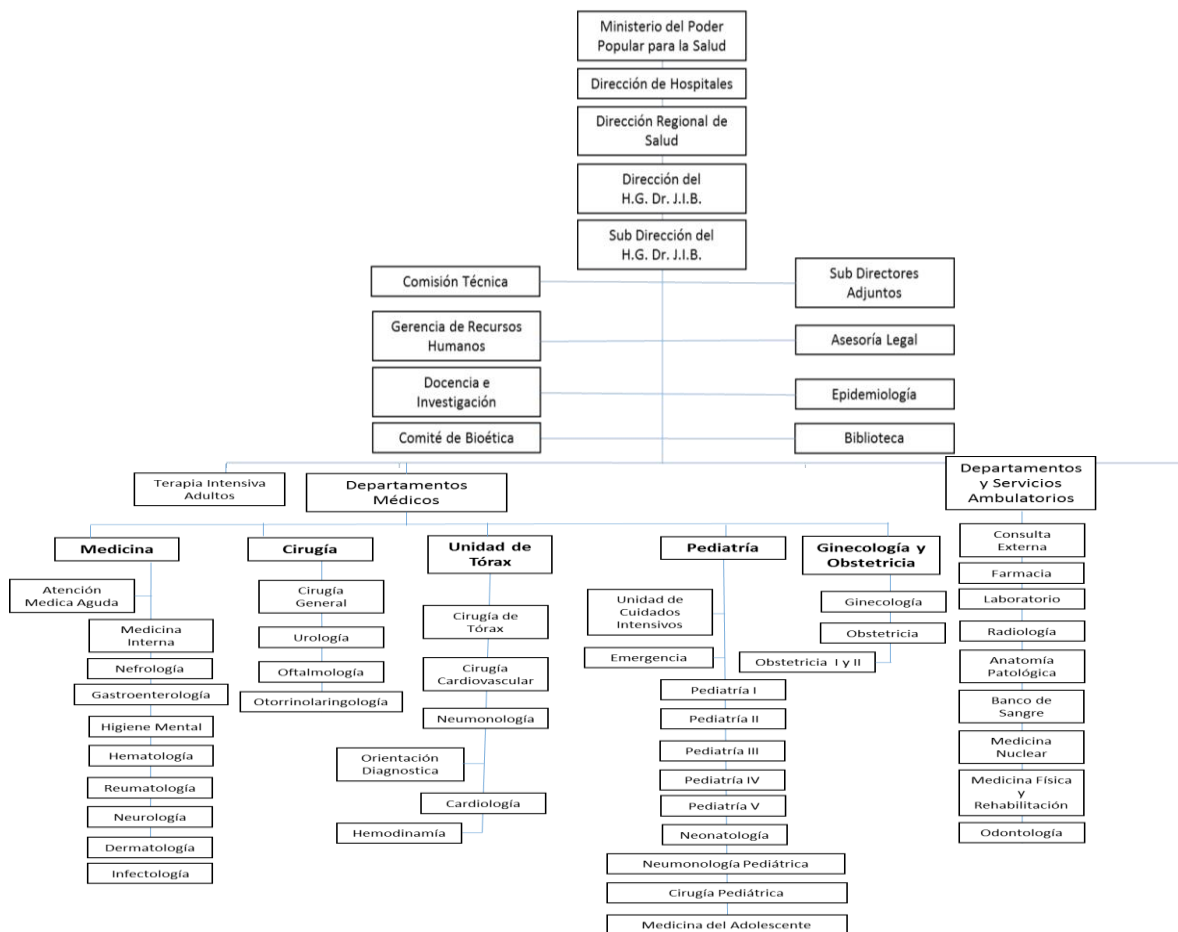 Ministerio del Poder
Popular para la Salud
Dirección de Hospitales
Dirección Regional de
Salud
Dirección del
H.G. Dr. J.I.B.
Sub Dirección del
H.G. Dr. J.I.B.
Comisión Técnica
Sub Directores
Adjuntos
Gerencia de Recursos
Humanos
Asesoría Legal
Docencia e
Investigación
Epidemiología
Comité de Bioética
Biblioteca
Terapia Intensiva
Adultos
Departamentos
Médicos
Departamentos
y Servicios
Ambulatorios
Medicina
Atención
Medica Aguda
Medicina
Interna
Nefrología
Gastroenterología
Higiene Mental
Hematología
Reumatología
Neurología
Dermatología
Infectología
Cirugía
Cirugía
General
Urología
Oftalmología
Otorrinolaringología
Unidad de
Tórax
Cirugía de
Tórax
Cirugía
Cardiovascular
Neumonología
Orientación
Diagnostica
Cardiología
Hemodinamía
Pediatría
Unidad de
Cuidados
Intensivos
Emergencia
Pediatría I
Pediatría II
Pediatría III
Pediatría IV
Pediatría V
Neonatología
Neumonología Pediátrica
Cirugía Pediátrica
Medicina del Adolescente
Ginecología y
Obstetricia
Ginecología
Obstetricia
Obstetricia I y II
Consulta
Externa
Farmacia
Laboratorio
Radiología
Anatomía
Patológica
Banco de
Sangre
Medicina
Nuclear
Medicina Física
y
Rehabilitación
Odontología